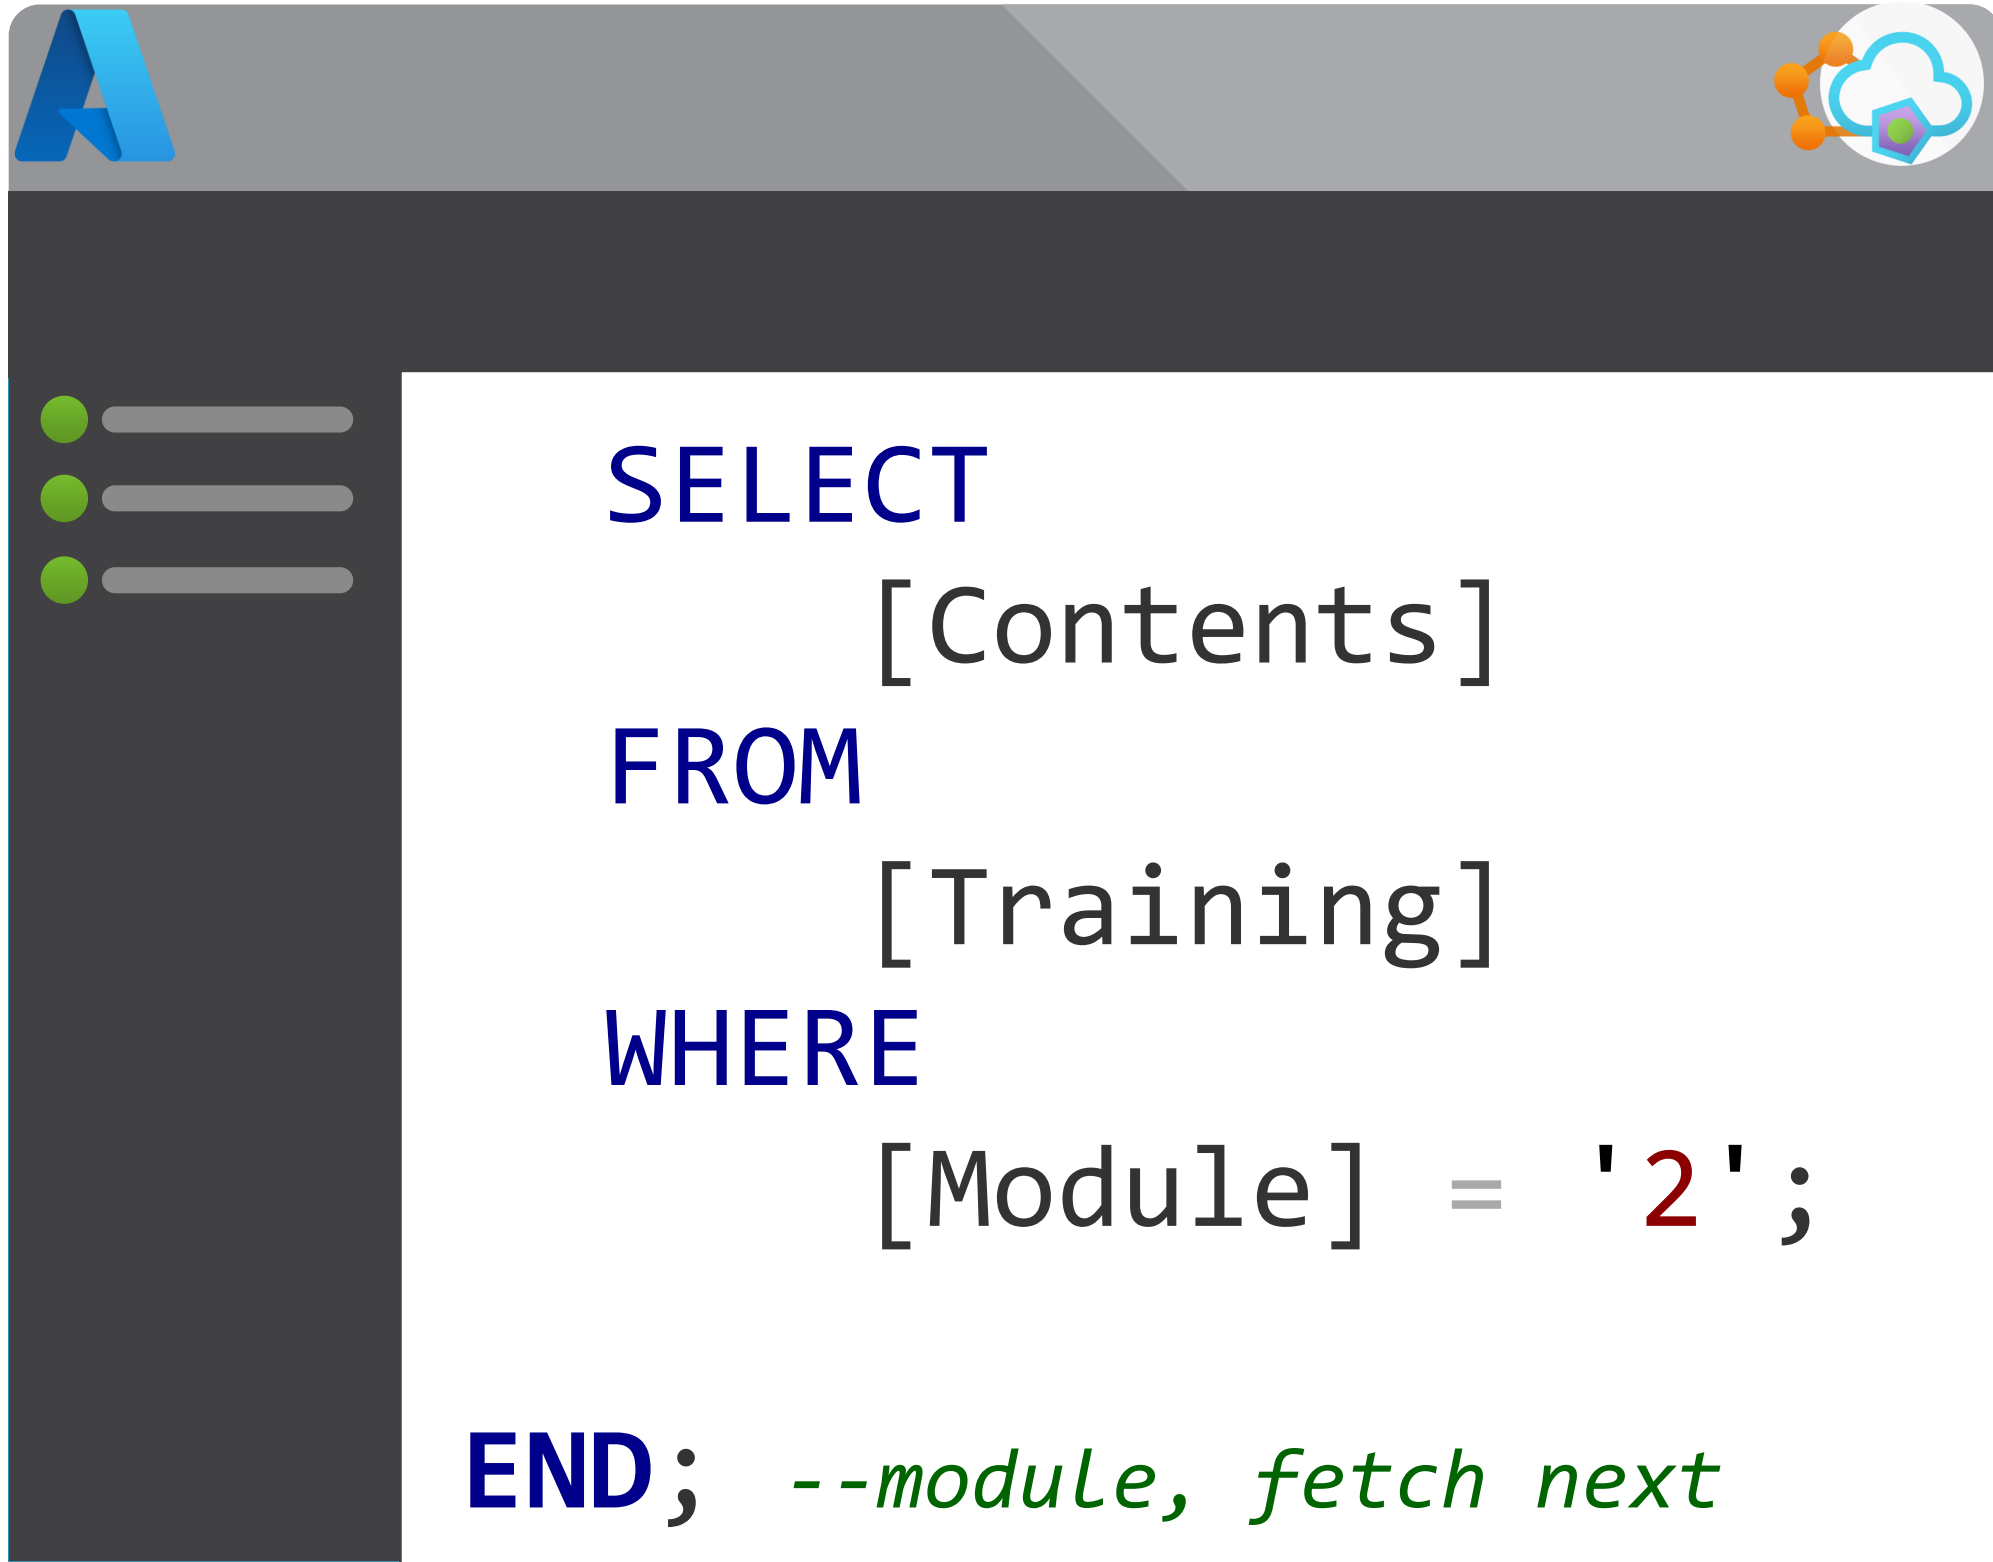 SELECT
[Contents]
FROM
[Training]
WHERE
[Module] = '2';
END; --module, fetch next